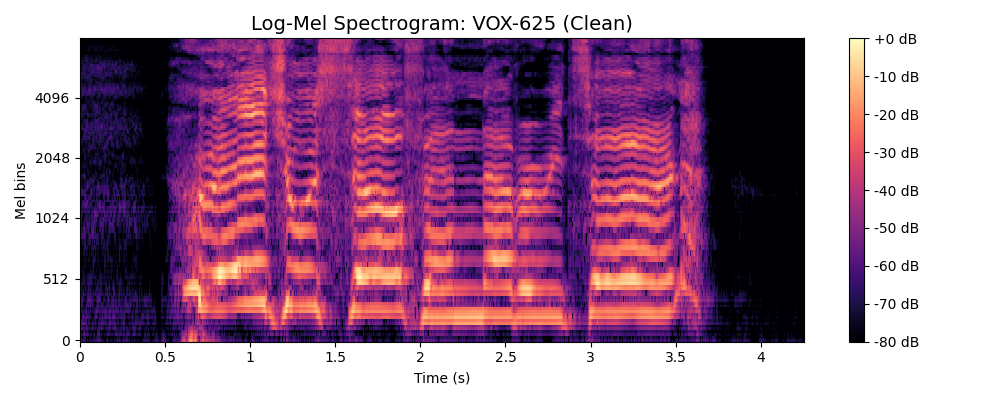 Log-Mel Spectrogram: VOX-625 (Clean)
Mel bins
4096
2048
1024
512
0
0 0.5 1 1.5 2 2.5 3 3.5 4
Time (s)
+0 dB
-10 dB
-20 dB
-30 dB
-40 dB
-50 dB
-60 dB
-70 dB
-80 dB